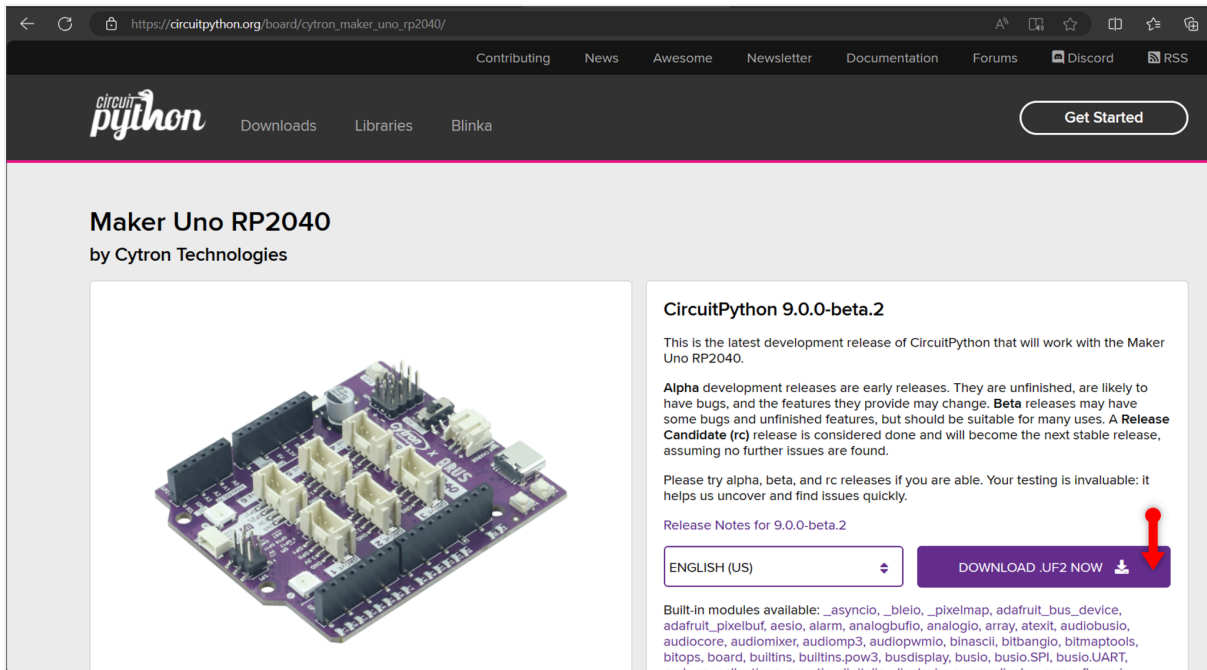 https://circuitpython.org/board/cytron_maker_uno_rp2040/
Contributing News Awesome Newsletter Documentation Forums Discord RSS
circuit
python
Downloads Libraries Blinka
Get Started
Maker Uno RP2040
by Cytron Technologies
CircuitPython 9.0.0-beta.2
This is the latest development release of CircuitPython that will work with the Maker
Uno RP2040.
Alpha development releases are early releases. They are unfinished, are likely to
have bugs, and the features they provide may change. Beta releases may have
some bugs and unfinished features, but should be suitable for many uses. A Release
Candidate (rc) release is considered done and will become the next stable release,
assuming no further issues are found.
Please try alpha, beta, and rc releases if you are able. Your testing is invaluable: it
helps us uncover and find issues quickly.
Release Notes for 9.0.0-beta.2
ENGLISH (US)
DOWNLOAD .UF2 NOW
Built-in modules available: _asyncio, _bleio, _pixelmap, adafruit_bus_device,
adafruit_pixelbuf, aesio, alarm, analogbufio, analogio, array, atexit, audiobusio,
audiocore, audiomixer, audiomp3, audiopwmio, binascii, bitbangio, bitmaptools,
bitops, board, builtins, builtins.pow3, busdisplay, busio, busio.SPI, busio.UART,
Cytron x